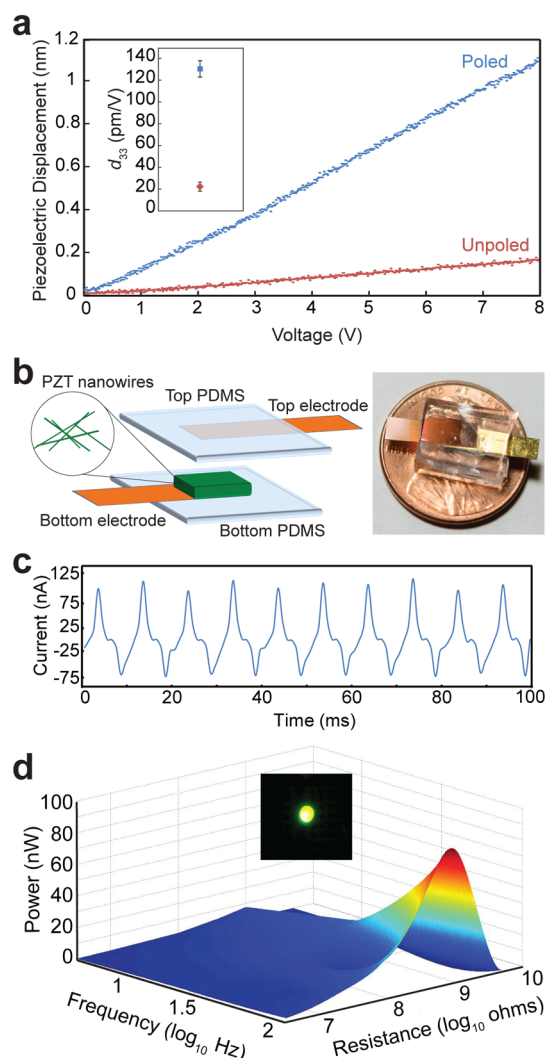 a
1.2
1
0.8
0.6
0.4
0.2
0
Piezoelectric Displacement (nm)
140
120
100
80
60
40
20
0
d33 (pm/V)
Poled
Unpoled
0 1 2 3 4 5 6 7 8
Voltage (V)
b
PZT nanowires
Top PDMS
Top electrode
Bottom electrode
Bottom PDMS
c
125
75
25
-25
-75
Current (nA)
0 20 40 60 80 100
Time (ms)
d
100
80
60
40
20
0
Power (nW)
1
1.5
2
Frequency (log10 Hz)
7
8
9
10
Resistance (log10 ohms)